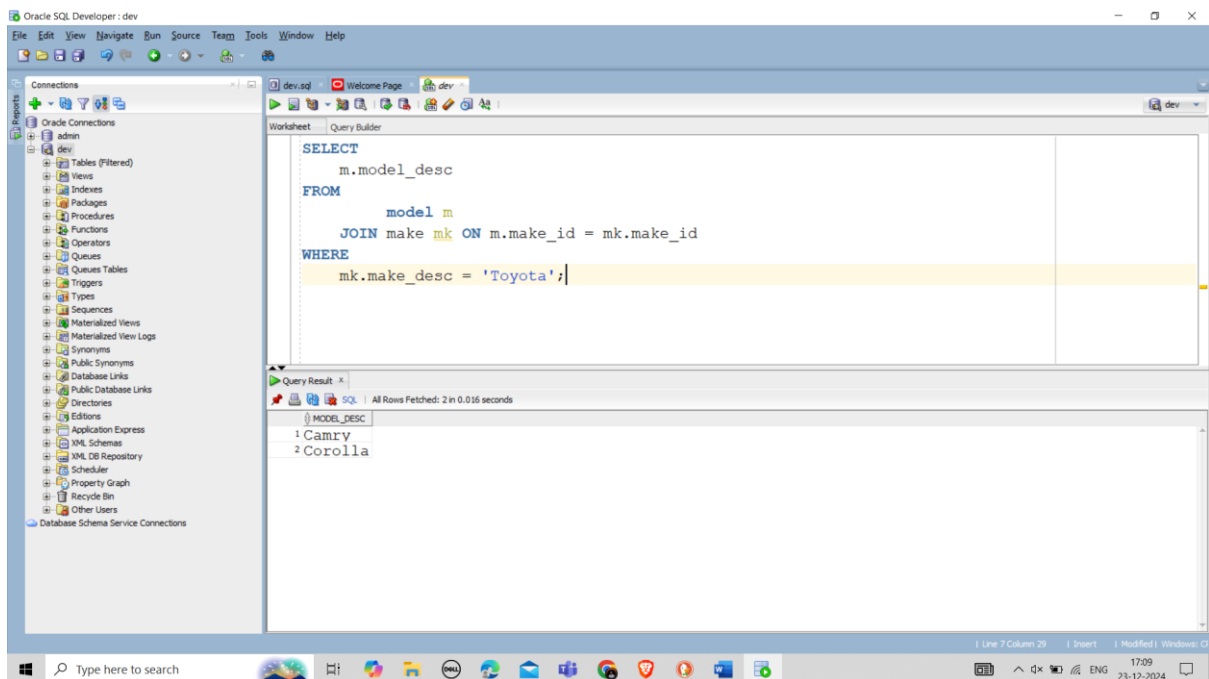 Oracle SQL Developer : dev
File Edit View Navigate Run Source Team Tools Window Help
Connections
dev.sql Welcome Page dev
Reports
dev
Worksheet Query Builder
Oracle Connections
admin
dev
Tables (Filtered)
Views
Indexes
Packages
Procedures
Functions
Operators
Queues
Queues Tables
Triggers
Types
Sequences
Materialized Views
Materialized View Logs
Synonyms
Public Synonyms
Database Links
Public Database Links
Directories
Editions
Application Express
XML Schemas
XML DB Repository
Scheduler
Property Graph
Recycle Bin
Other Users
Database Schema Service Connections
SELECT
m.model_desc
FROM
model m
JOIN make mk ON m.make_id = mk.make_id
WHERE
mk.make_desc = 'Toyota';
Query Result
SQL | All Rows Fetched: 2 in 0.016 seconds
MODEL_DESC
1 Camry
2 Corolla
| Line 7 Column 29 | Insert | Modified | Windows: C
Type here to search
DELL
ENG
17:09
23-12-2024